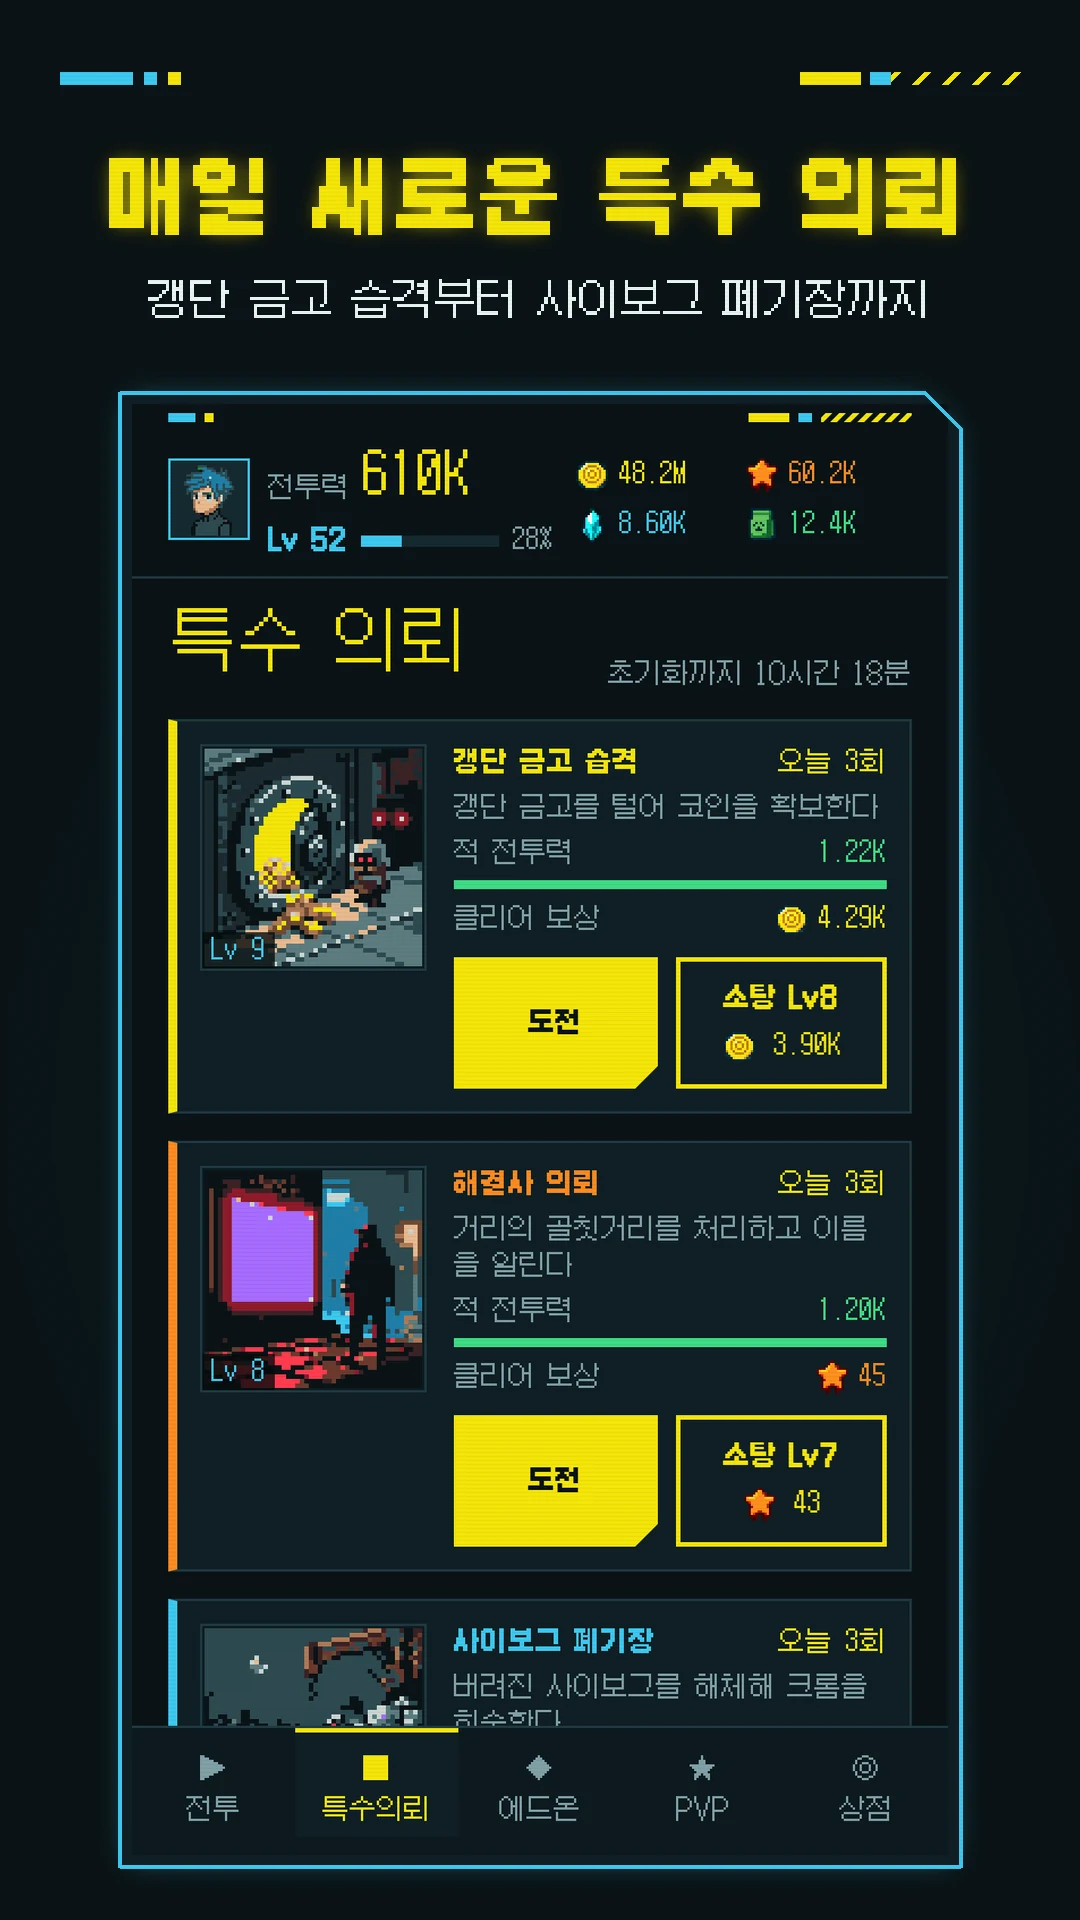 매일 새로운 특수 의뢰
갱단 금고 습격부터 사이보그 폐기장까지
전투력 610K
48.2M
60.2K
Lv 52
28%
8.60K
12.4K
특수 의뢰
초기화까지 10시간 18분
갱단 금고 습격
오늘 3회
갱단 금고를 털어 코인을 확보한다
적 전투력
1.22K
클리어 보상
4.29K
Lv 9
도전
소탕 Lv8
3.90K
해결사 의뢰
오늘 3회
거리의 골칫거리를 처리하고 이름
을 알린다
적 전투력
1.20K
클리어 보상
45
Lv 8
도전
소탕 Lv7
43
사이보그 폐기장
오늘 3회
버려진 사이보그를 해체해 크롬을
회수한다
전투
특수의뢰
애드온
PVP
상점